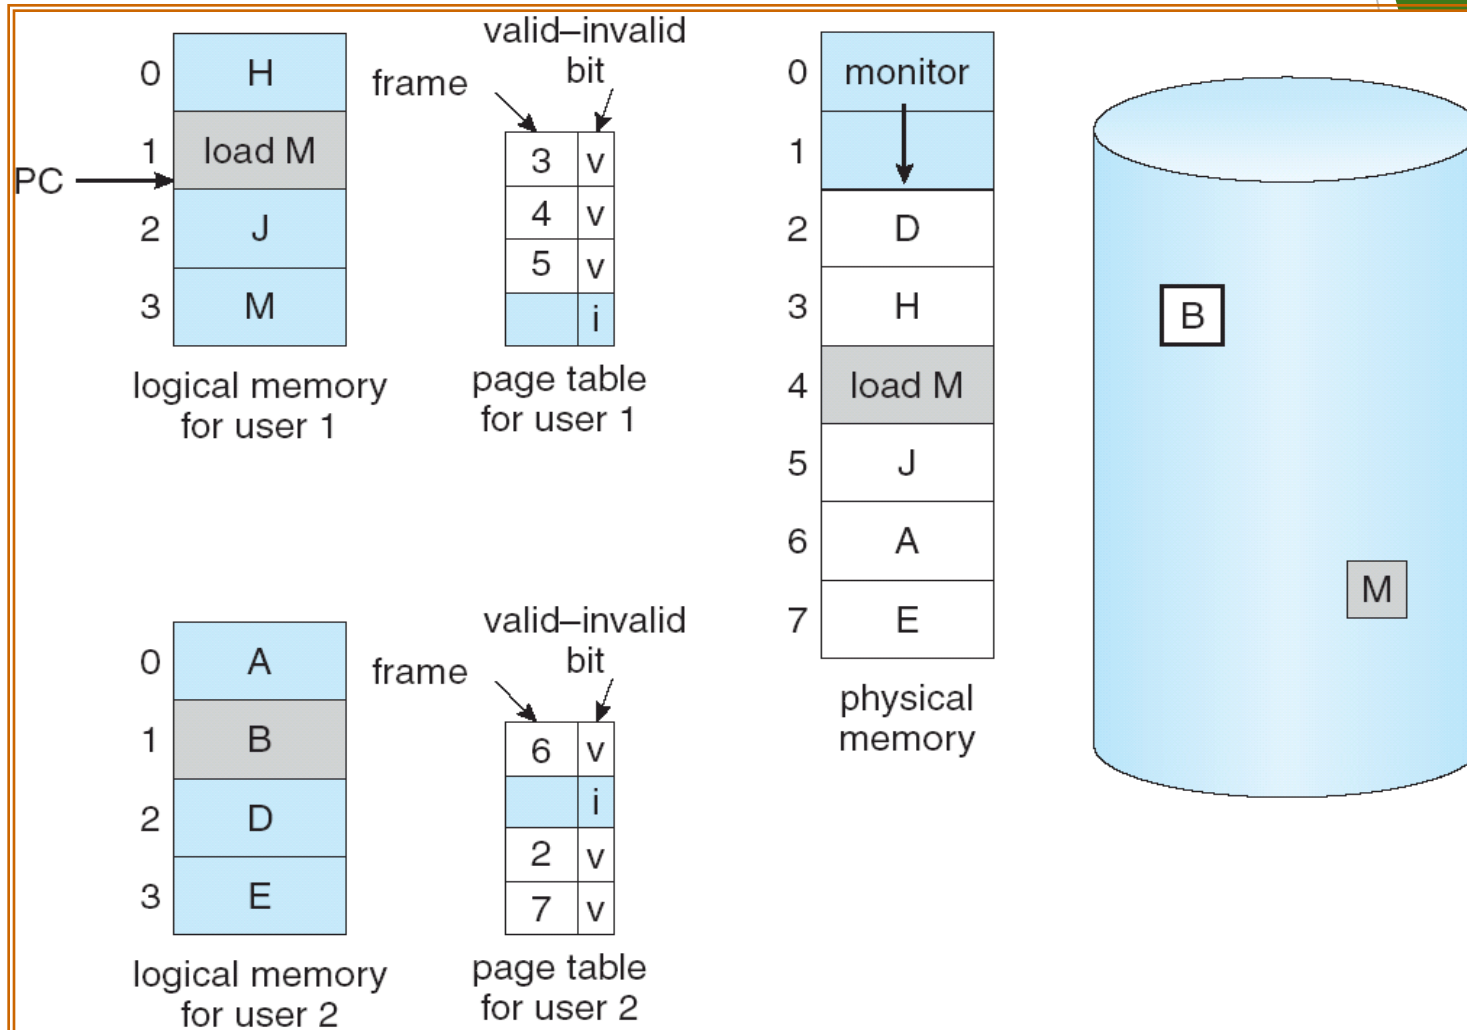 0 H
1 load M
PC
2 J
3 M
logical memory
for user 1
valid–invalid
bit
frame
3 v
4 v
5 v
i
page table
for user 1
0 monitor
1
2 D
3 H
4 load M
5 J
6 A
7 E
physical
memory
B
M
0 A
1 B
2 D
3 E
logical memory
for user 2
valid–invalid
bit
frame
6 v
i
2 v
7 v
page table
for user 2